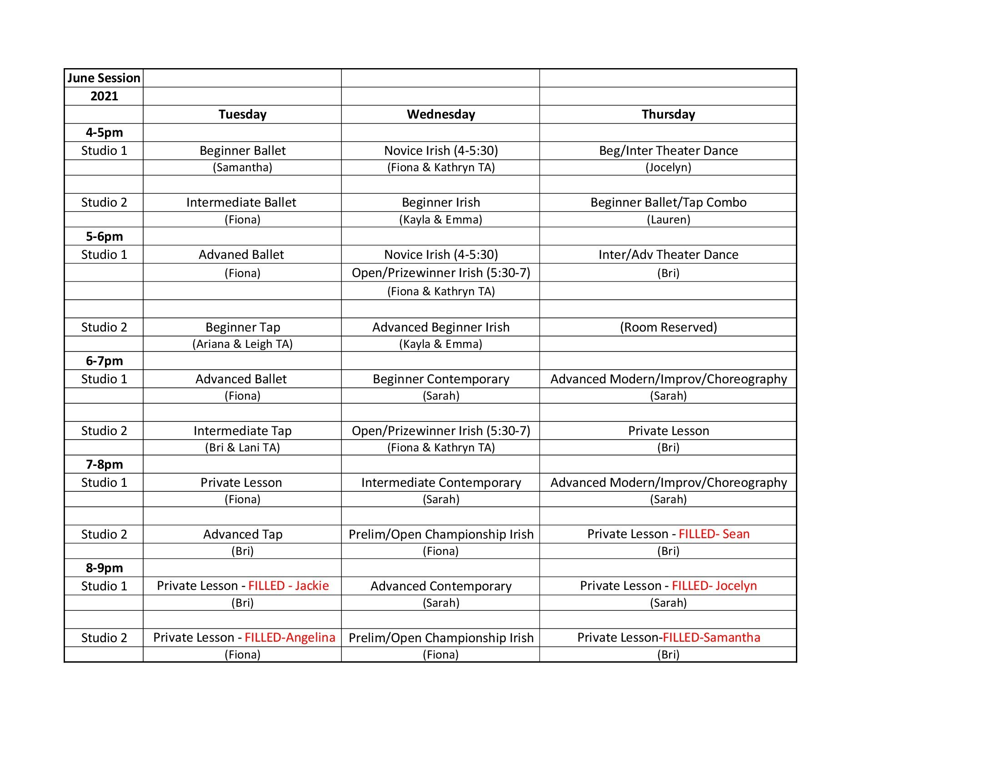 June Session
2021
Tuesday Wednesday Thursday
4-5pm
Studio 1 Beginner Ballet Novice Irish (4-5:30) Beg/Inter Theater Dance
(Samantha) (Fiona & Kathryn TA) (Jocelyn)
Studio 2 Intermediate Ballet Beginner Irish Beginner Ballet/Tap Combo
(Fiona) (Kayla & Emma) (Lauren)
5-6pm
Studio 1 Advaned Ballet Novice Irish (4-5:30) Inter/Adv Theater Dance
(Fiona) Open/Prizewinner Irish (5:30-7) (Bri)
(Fiona & Kathryn TA)
Studio 2 Beginner Tap Advanced Beginner Irish (Room Reserved)
(Ariana & Leigh TA) (Kayla & Emma)
6-7pm
Studio 1 Advanced Ballet Beginner Contemporary Advanced Modern/Improv/Choreography
(Fiona) (Sarah) (Sarah)
Studio 2 Intermediate Tap Open/Prizewinner Irish (5:30-7) Private Lesson
(Bri & Lani TA) (Fiona & Kathryn TA) (Bri)
7-8pm
Studio 1 Private Lesson Intermediate Contemporary Advanced Modern/Improv/Choreography
(Fiona) (Sarah) (Sarah)
Studio 2 Advanced Tap Prelim/Open Championship Irish Private Lesson - FILLED- Sean
(Bri) (Fiona) (Bri)
8-9pm
Studio 1 Private Lesson - FILLED - Jackie Advanced Contemporary Private Lesson - FILLED- Jocelyn
(Bri) (Sarah) (Sarah)
Studio 2 Private Lesson - FILLED-Angelina Prelim/Open Championship Irish Private Lesson-FILLED-Samantha
(Fiona) (Fiona) (Bri)